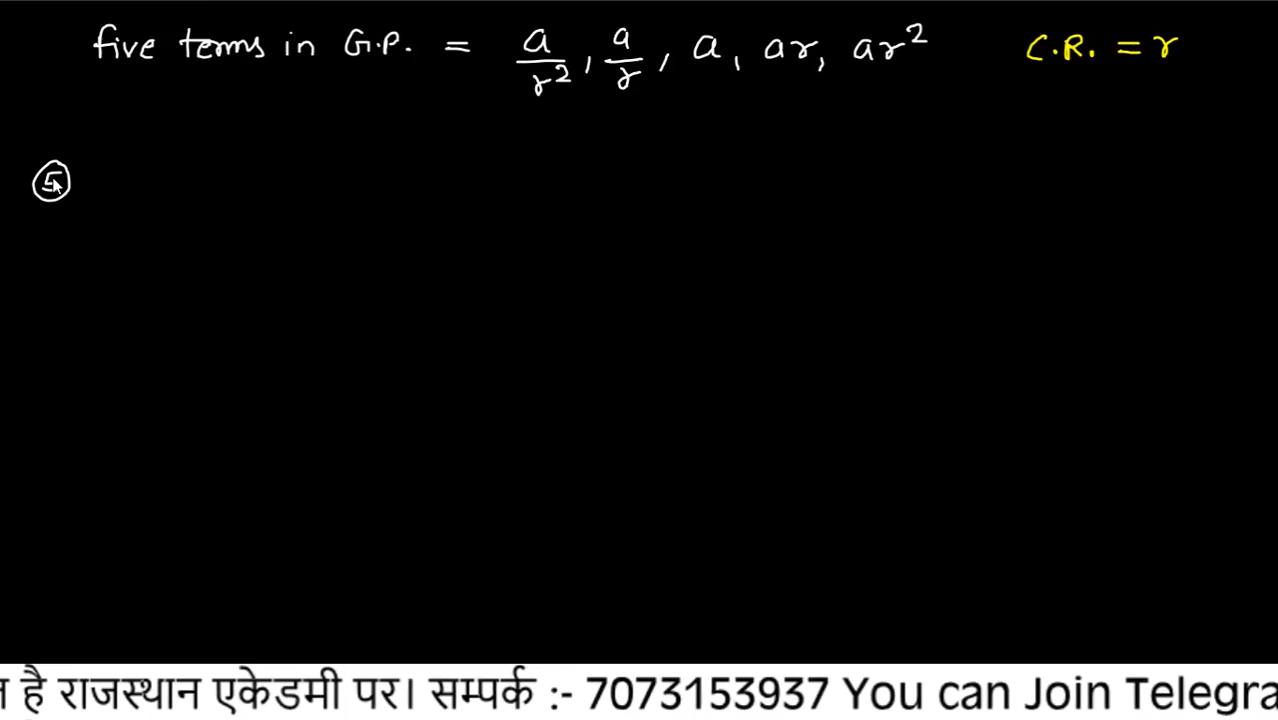 five terms in G.P. = a/r², a/r, a, ar, ar² C.R. = r
5
है राजस्थान एकेडमी पर। सम्पर्क :- 7073153937 You can Join Telegra